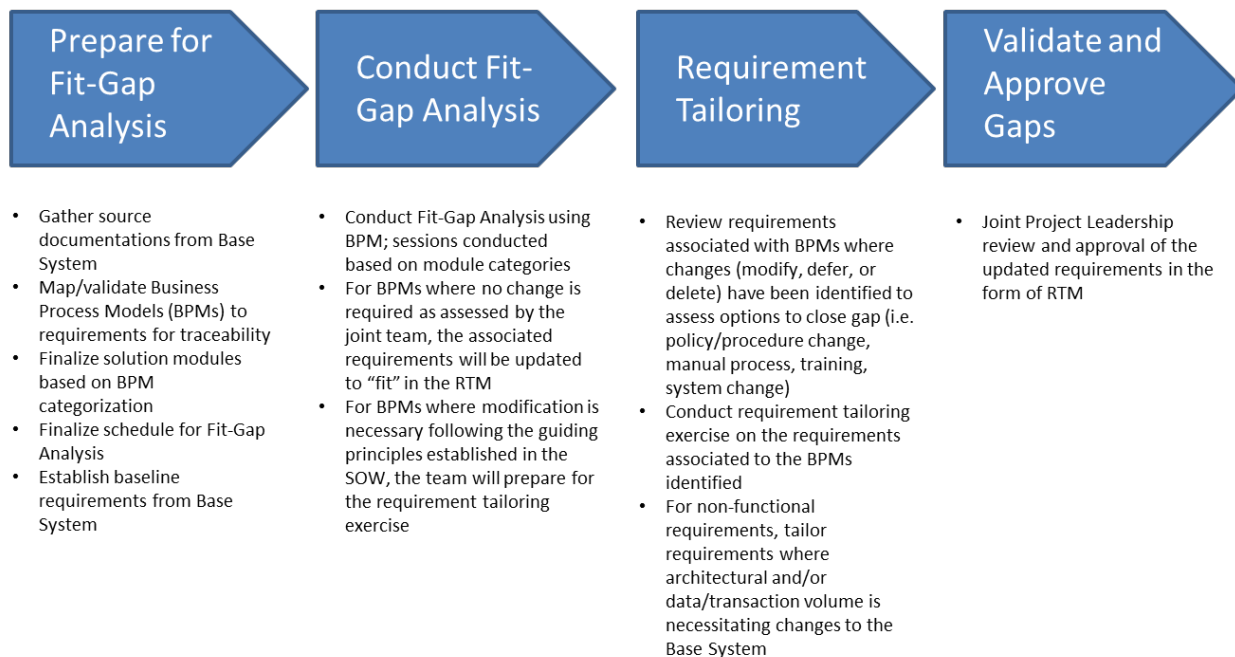 Prepare for
Fit-Gap
Analysis
Conduct Fit-
Gap Analysis
Requirement
Tailoring
Validate and
Approve
Gaps
• Gather source
documentations from Base
System
• Map/validate Business
Process Models (BPMs) to
requirements for traceability
• Finalize solution modules
based on BPM
categorization
• Finalize schedule for Fit-Gap
Analysis
• Establish baseline
requirements from Base
System
• Conduct Fit-Gap Analysis using
BPM; sessions conducted
based on module categories
• For BPMs where no change is
required as assessed by the
joint team, the associated
requirements will be updated
to “fit” in the RTM
• For BPMs where modification is
necessary following the guiding
principles established in the
SOW, the team will prepare for
the requirement tailoring
exercise
• Review requirements
associated with BPMs where
changes (modify, defer, or
delete) have been identified to
assess options to close gap (i.e.
policy/procedure change,
manual process, training,
system change)
• Conduct requirement tailoring
exercise on the requirements
associated to the BPMs
identified
• For non-functional
requirements, tailor
requirements where
architectural and/or
data/transaction volume is
necessitating changes to the
Base System
• Joint Project Leadership
review and approval of the
updated requirements in the
form of RTM